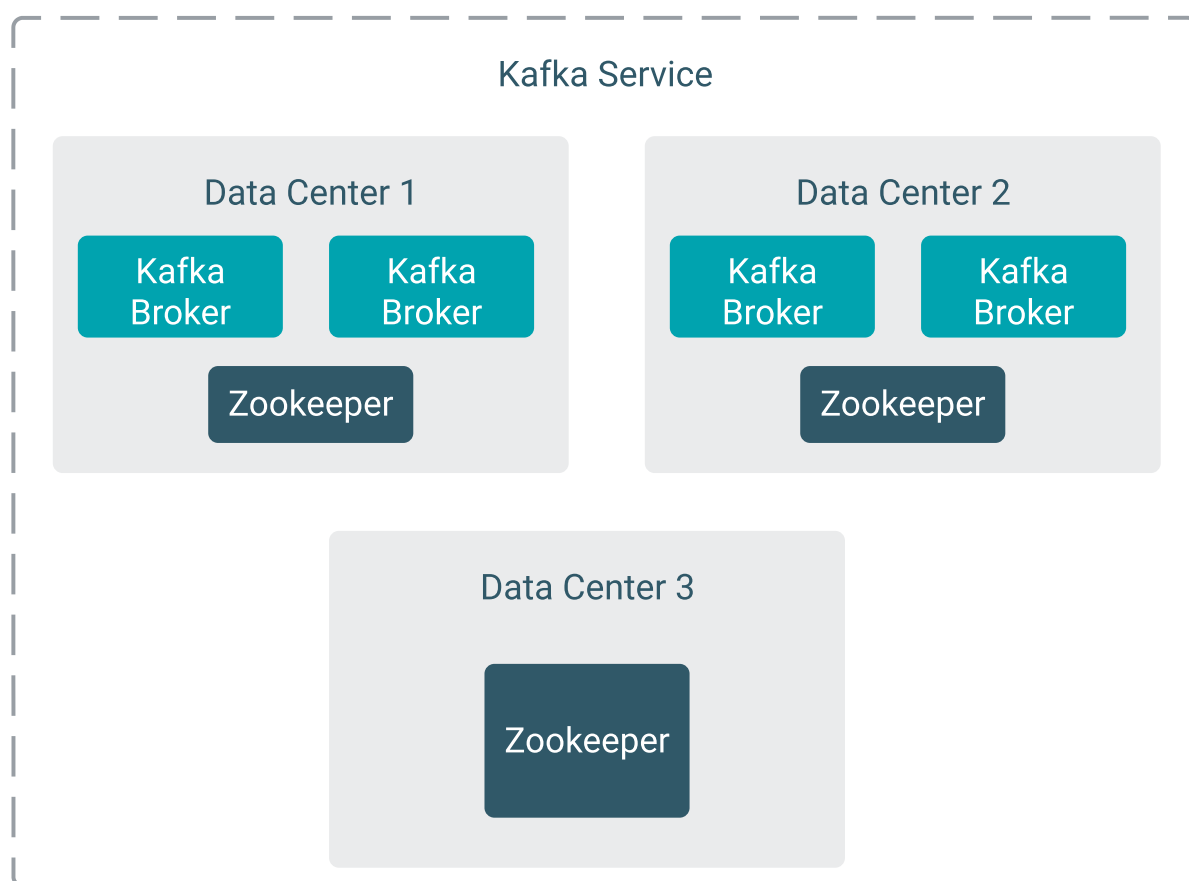 Kafka Service
Data Center 1
Kafka
Broker
Kafka
Broker
Zookeeper
Data Center 2
Kafka
Broker
Kafka
Broker
Zookeeper
Data Center 3
Zookeeper